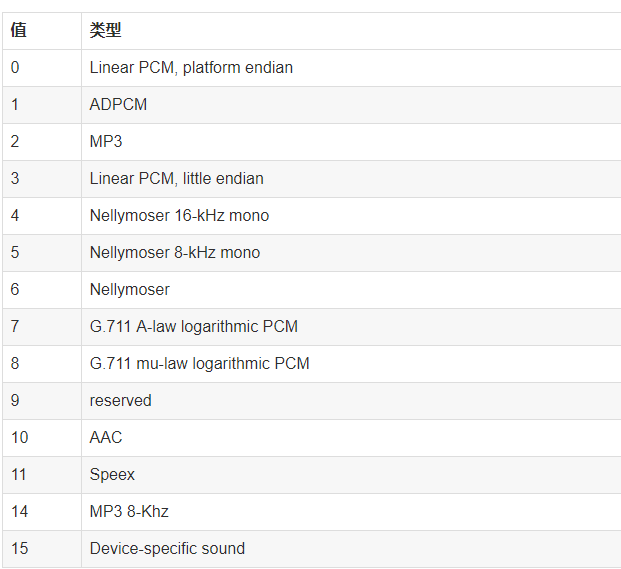 值 类型
0 Linear PCM, platform endian
1 ADPCM
2 MP3
3 Linear PCM, little endian
4 Nellymoser 16-kHz mono
5 Nellymoser 8-kHz mono
6 Nellymoser
7 G.711 A-law logarithmic PCM
8 G.711 mu-law logarithmic PCM
9 reserved
10 AAC
11 Speex
14 MP3 8-Khz
15 Device-specific sound